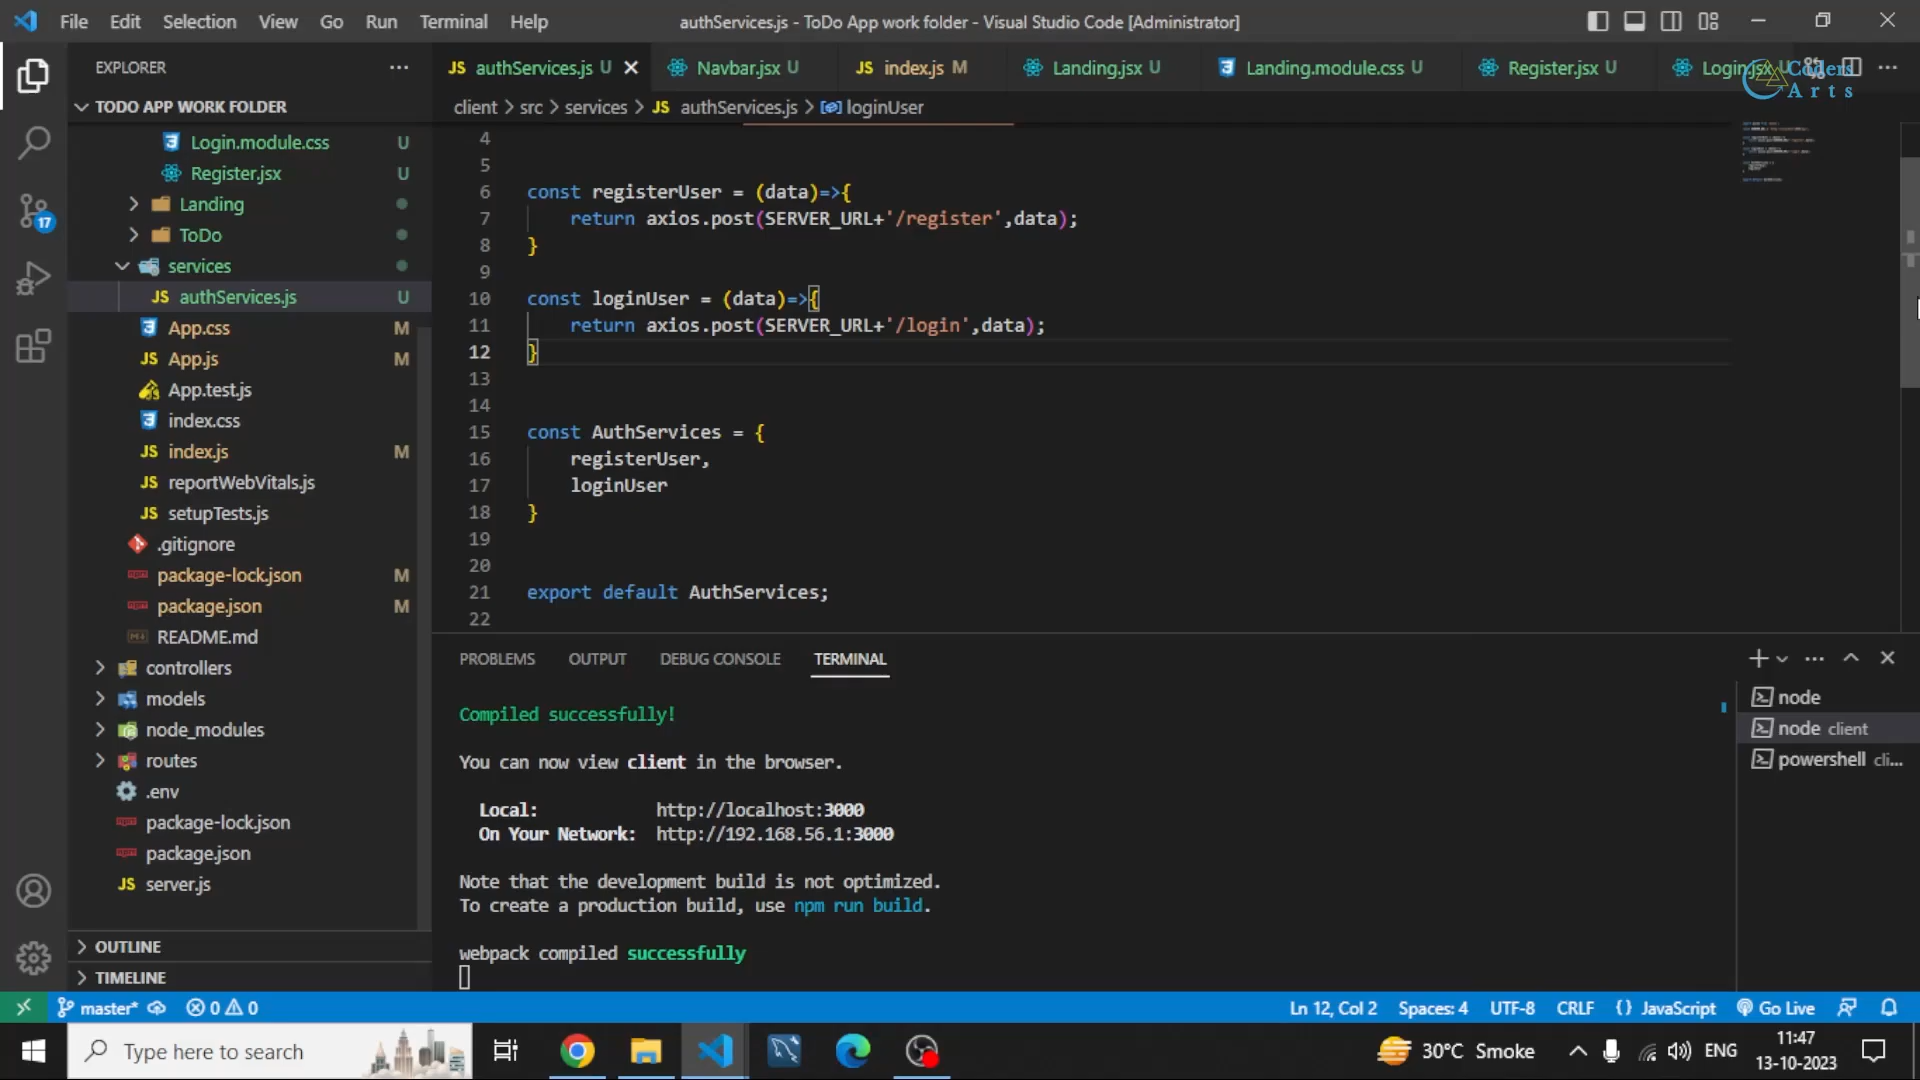 File Edit Selection View Go Run Terminal Help
authServices.js - ToDo App work folder - Visual Studio Code [Administrator]
EXPLORER
TODO APP WORK FOLDER
Login.module.css U
Register.jsx U
Landing
ToDo
services
authServices.js U
App.css M
App.js M
App.test.js
index.css
index.js M
reportWebVitals.js
setupTests.js
.gitignore
package-lock.json M
package.json M
README.md
controllers
models
node_modules
routes
.env
package-lock.json
package.json
server.js
OUTLINE
TIMELINE
17
JS authServices.js U
Navbar.jsx U
JS index.js M
Landing.jsx U
Landing.module.css U
Register.jsx U
Login.jsx U
Coders
Arts
client > src > services > JS authServices.js > loginUser
4
5
6 const registerUser = (data)=>{
7 return axios.post(SERVER_URL+'/register',data);
8 }
9
10 const loginUser = (data)=>{
11 return axios.post(SERVER_URL+'/login',data);
12 }
13
14
15 const AuthServices = {
16 registerUser,
17 loginUser
18 }
19
20
21 export default AuthServices;
22
PROBLEMS OUTPUT DEBUG CONSOLE TERMINAL
Compiled successfully!
You can now view client in the browser.
Local: http://localhost:3000
On Your Network: http://192.168.56.1:3000
Note that the development build is not optimized.
To create a production build, use npm run build.
webpack compiled successfully
node
node client
powershell cli...
master* 0 0
Ln 12, Col 2 Spaces: 4 UTF-8 CRLF {} JavaScript Go Live
Type here to search
30°C Smoke
ENG
11:47
13-10-2023